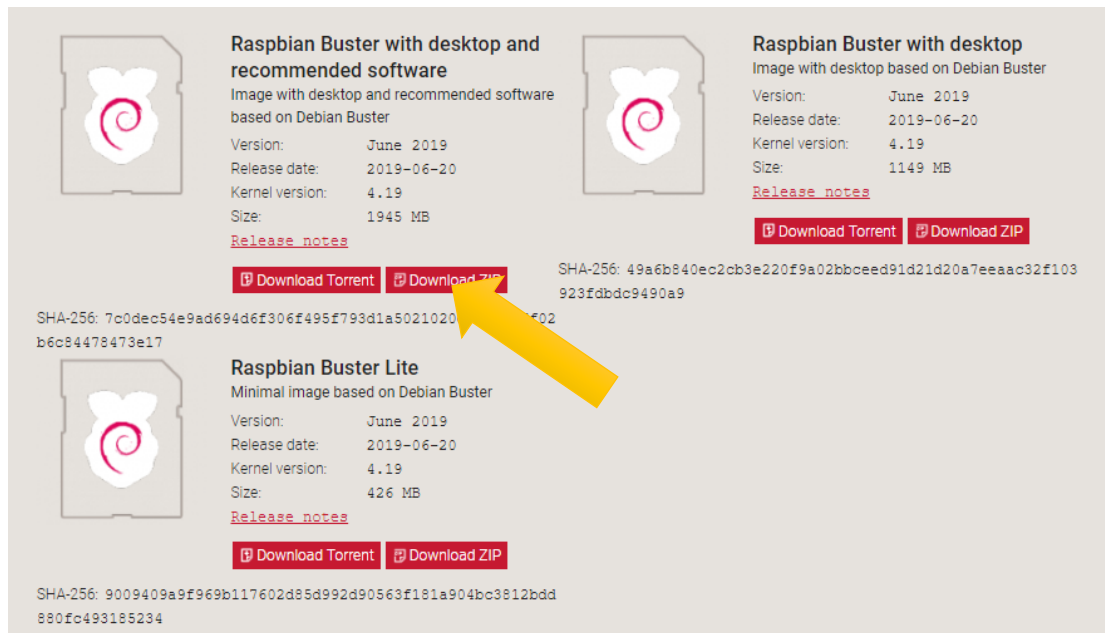 Raspbian Buster with desktop and
recommended software
Image with desktop and recommended software
based on Debian Buster
Version: June 2019
Release date: 2019-06-20
Kernel version: 4.19
Size: 1945 MB
Release notes
Download Torrent Download ZIP
SHA-256: 7c0dec54e9ad694d6f306f495f793d1a5021020 f02
b6c84478473e17
Raspbian Buster with desktop
Image with desktop based on Debian Buster
Version: June 2019
Release date: 2019-06-20
Kernel version: 4.19
Size: 1149 MB
Release notes
Download Torrent Download ZIP
SHA-256: 49a6b840ec2cb3e220f9a02bbceed91d21d20a7eeaac32f103
923fdbdc9490a9
Raspbian Buster Lite
Minimal image based on Debian Buster
Version: June 2019
Release date: 2019-06-20
Kernel version: 4.19
Size: 426 MB
Release notes
Download Torrent Download ZIP
SHA-256: 9009409a9f969b117602d85d992d90563f181a904bc3812bdd
880fc493185234